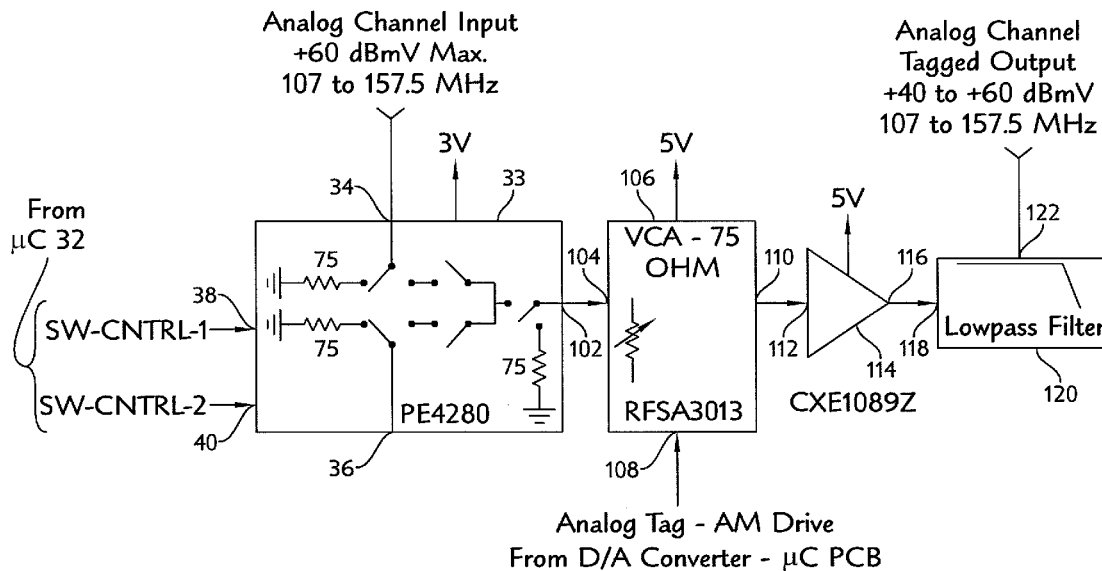 Analog Channel Input
+60 dBmV Max.
107 to 157.5 MHz
Analog Channel
Tagged Output
+40 to +60 dBmV
107 to 157.5 MHz
3V
5V
5V
34
33
106
122
From
µC 32
VCA - 75
OHM
75
104
110
116
38
SW-CNTRL-1
75
75
102
112
114
118
Lowpass Filter
SW-CNTRL-2
40
PE4280
RFSA3013
CXE1089Z
120
36
108
Analog Tag - AM Drive
From D/A Converter - µC PCB